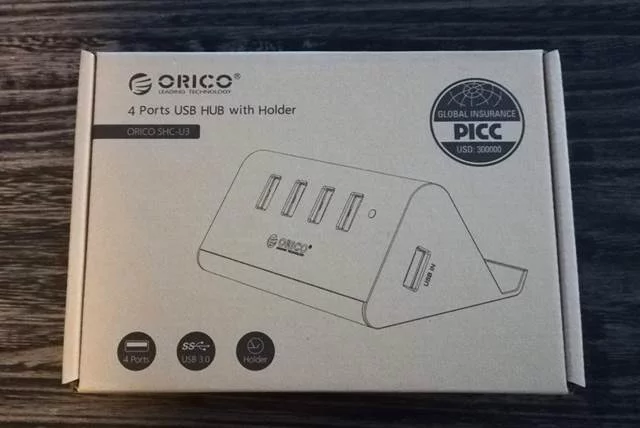 ORICO®
LEADING TECHNOLOGY
4 Ports USB HUB with Holder
ORICO SHC-U3
GLOBAL INSURANCE
PICC
USD: 300000
ORICO®
USB IN
4 Ports
SS
USB 3.0
Holder